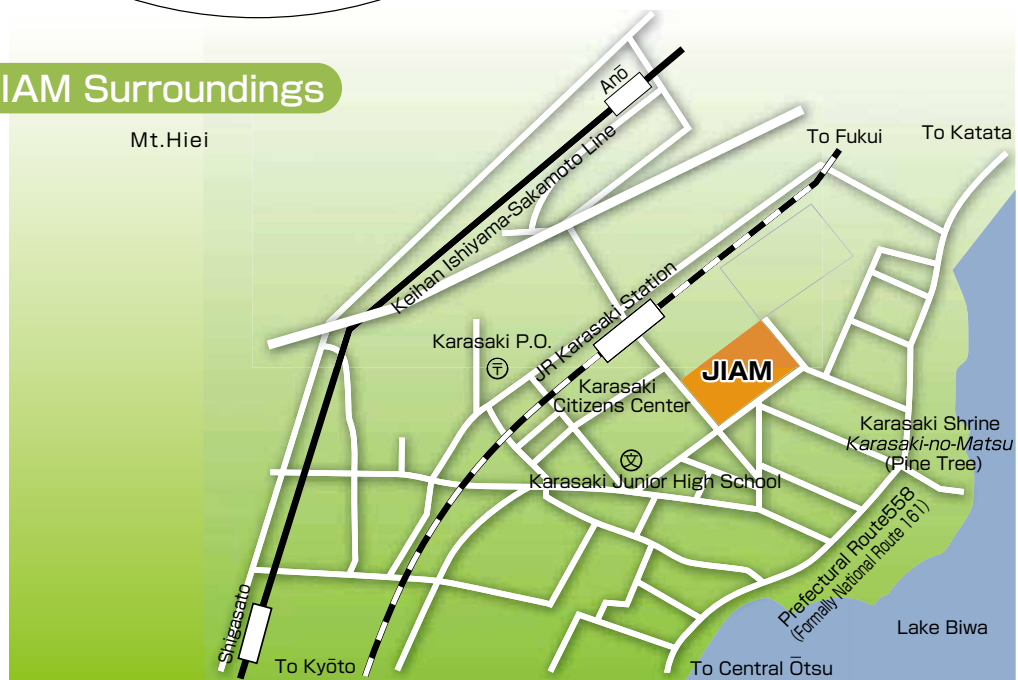 IAM Surroundings
Mt.Hiei
Anō
Keihan Ishiyama-Sakamoto Line
To Fukui
To Katata
JR Karasaki Station
Karasaki P.O.
〒
JIAM
Karasaki
Citizens Center
文
Karasaki Junior High School
Karasaki Shrine
Karasaki-no-Matsu
(Pine Tree)
Prefectural Route558
(Formally National Route 161)
Lake Biwa
Shigasato
To Kyōto
To Central Ōtsu